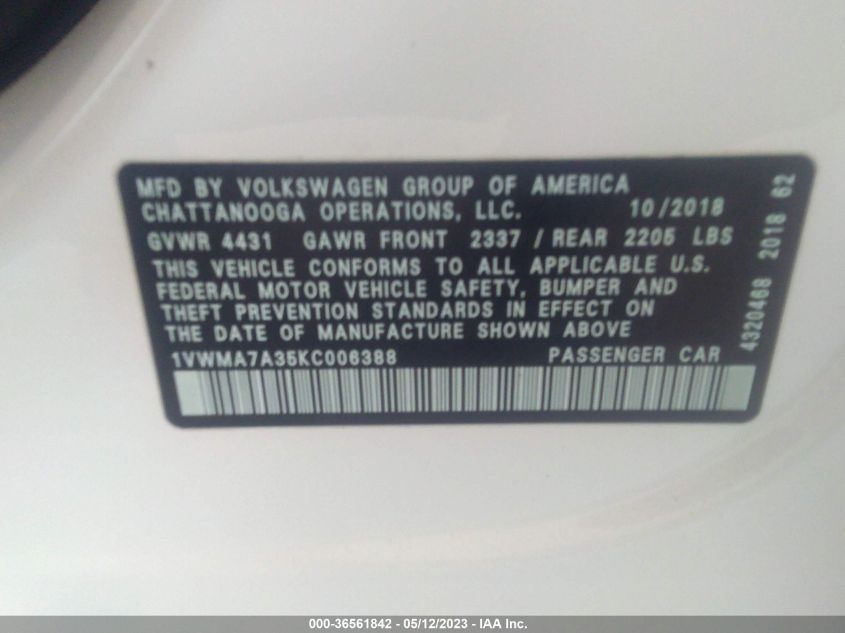 MFD BY VOLKSWAGEN GROUP OF AMERICA
CHATTANOOGA OPERATIONS, LLC. 10/2018
GVWR 4431 GAWR FRONT 2337 / REAR 2205 LBS
THIS VEHICLE CONFORMS TO ALL APPLICABLE U.S.
FEDERAL MOTOR VEHICLE SAFETY, BUMPER AND
THEFT PREVENTION STANDARDS IN EFFECT ON
THE DATE OF MANUFACTURE SHOWN ABOVE
1VWMA7A35KC006388 PASSENGER CAR
4320468 2018 62
000-36561842 - 05/12/2023 - IAA Inc.